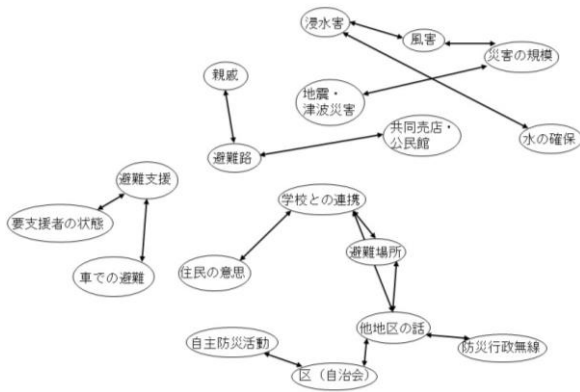 浸水害
風害
災害の規模
親戚
地震・
津波災害
共同売店・
公民館
水の確保
避難路
避難支援
要支援者の状態
学校との連携
避難場所
車での避難
住民の意思
他地区の話
自主防災活動
防災行政無線
区（自治会）